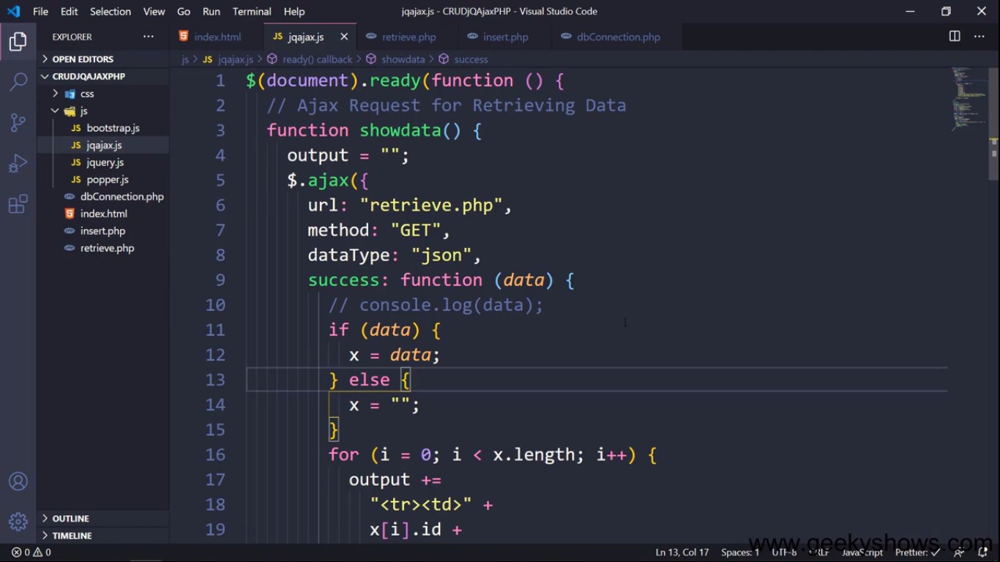 File Edit Selection View Go Run Terminal Help jqajax.js - CRUDjQAjaxPHP - Visual Studio Code
EXPLORER
index.html JS jqajax.js retrieve.php insert.php dbConnection.php
OPEN EDITORS
js > JS jqajax.js > ready() callback > showdata > success
CRUDJQAJAXPHP
css
js
JS bootstrap.js
JS jqajax.js
JS jquery.js
JS popper.js
dbConnection.php
index.html
insert.php
retrieve.php
OUTLINE
TIMELINE
1 $(document).ready(function () {
2 // Ajax Request for Retrieving Data
3 function showdata() {
4 output = "";
5 $.ajax({
6 url: "retrieve.php",
7 method: "GET",
8 dataType: "json",
9 success: function (data) {
10 // console.log(data);
11 if (data) {
12 x = data;
13 } else {
14 x = "";
15 }
16 for (i = 0; i < x.length; i++) {
17 output +=
18 "<tr><td>" +
19 x[i].id +
www.geekyshows.com
0 0 Ln 13, Col 17 Spaces: 1 UTF-8 CRLF JavaScript Prettier: ✓